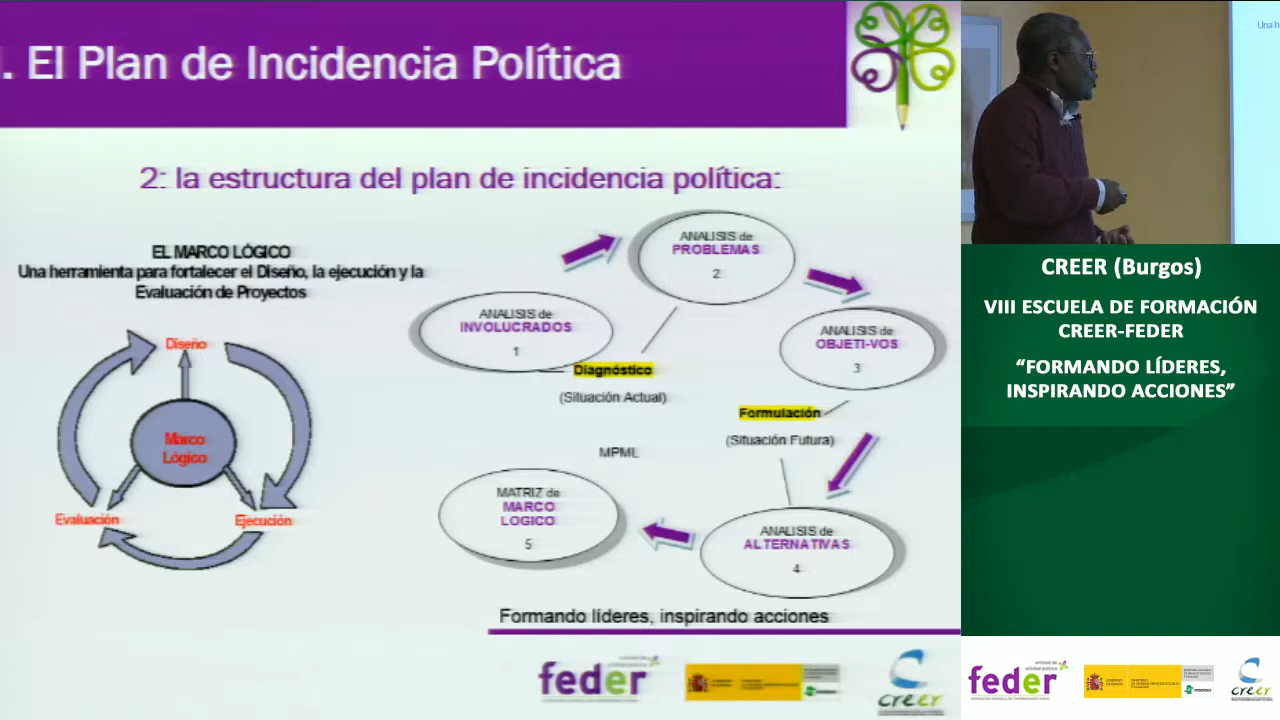 . El Plan de Incidencia Política
2: la estructura del plan de incidencia política:
EL MARCO LÓGICO
Una herramienta para fortalecer el Diseño, la ejecución y la
Evaluación de Proyectos
Diseño
Marco
Lógico
Evaluación
Ejecución
ANALISIS de
INVOLUCRADOS
1
ANALISIS de
PROBLEMAS
2
ANALISIS de
OBJETI-VOS
3
Diagnóstico
(Situación Actual)
Formulación
(Situación Futura)
MPML
MATRIZ de
MARCO
LOGICO
5
ANALISIS de
ALTERNATIVAS
4
Formando líderes, inspirando acciones
feder
creer
Una h
CREER (Burgos)
VIII ESCUELA DE FORMACIÓN
CREER-FEDER
“FORMANDO LÍDERES,
INSPIRANDO ACCIONES”
feder
creer